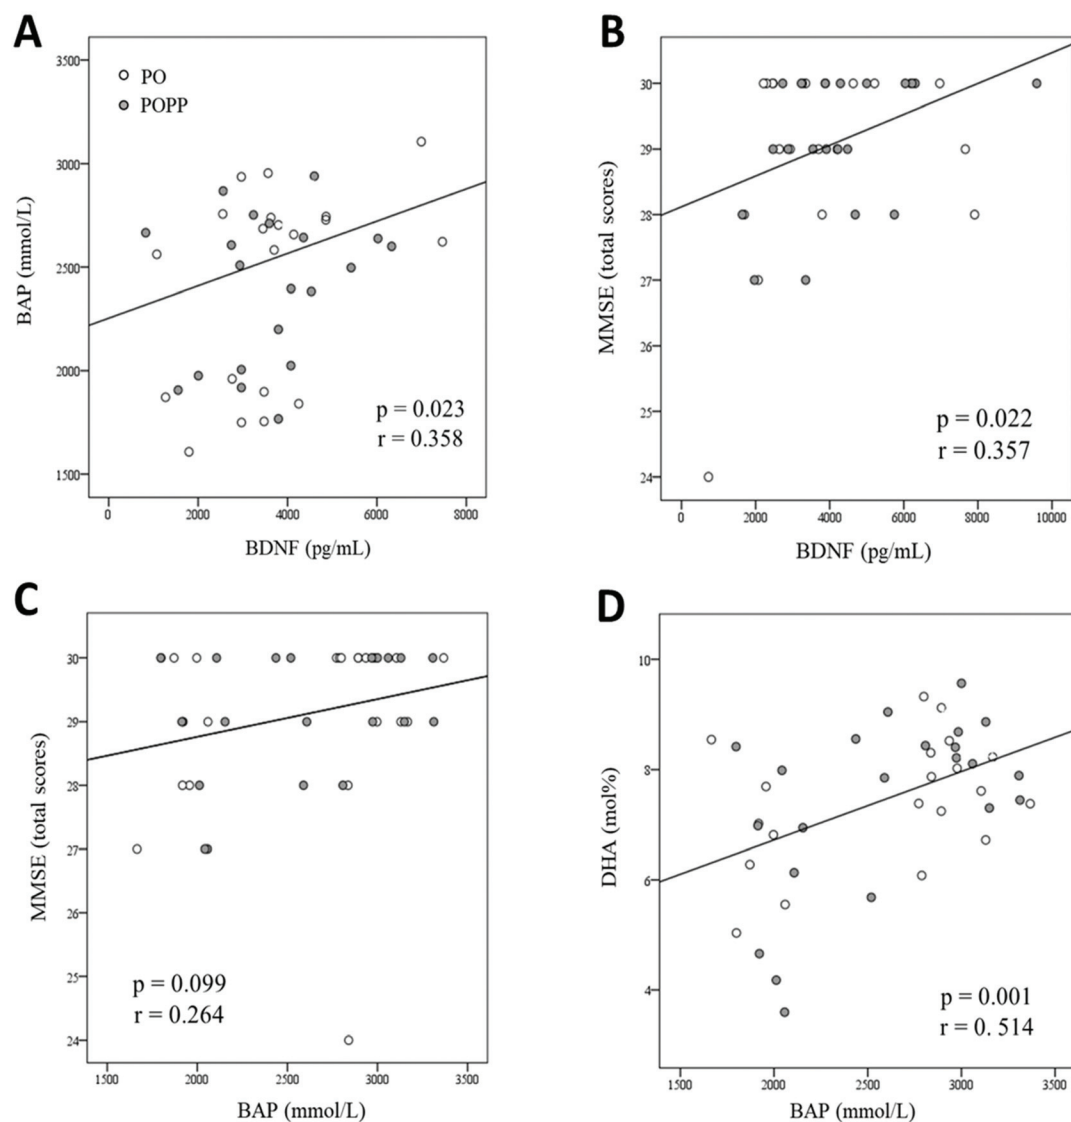 A
3500
3000
2500
2000
1500
BAP (mmol/L)
PO
POPP
p = 0.023
r = 0.358
0 2000 4000 6000 8000
BDNF (pg/mL)
B
30
29
28
27
26
25
24
MMSE (total scores)
p = 0.022
r = 0.357
0 2000 4000 6000 8000 10000
BDNF (pg/mL)
C
30
29
28
27
26
25
24
MMSE (total scores)
p = 0.099
r = 0.264
1500 2000 2500 3000 3500
BAP (mmol/L)
D
10
8
6
4
DHA (mol%)
p = 0.001
r = 0. 514
1500 2000 2500 3000 3500
BAP (mmol/L)